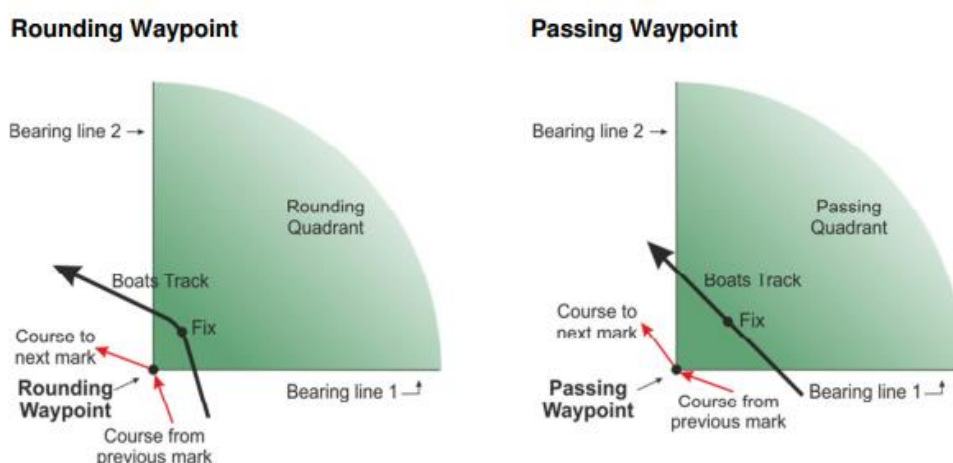 Rounding Waypoint
Bearing line 2 →
Rounding
Quadrant
Boats Track
Fix
Course to
next mark
Rounding
Waypoint
Bearing line 1
Course from
previous mark
Passing Waypoint
Bearing line 2 →
Passing
Quadrant
Boats Track
Fix
Course to
next mark
Passing
Waypoint
Bearing line 1
Course from
previous mark